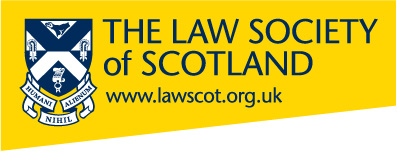 THE LAW SOCIETY
of SCOTLAND
www.lawscot.org.uk
HUMANI NIHIL ALIENUM